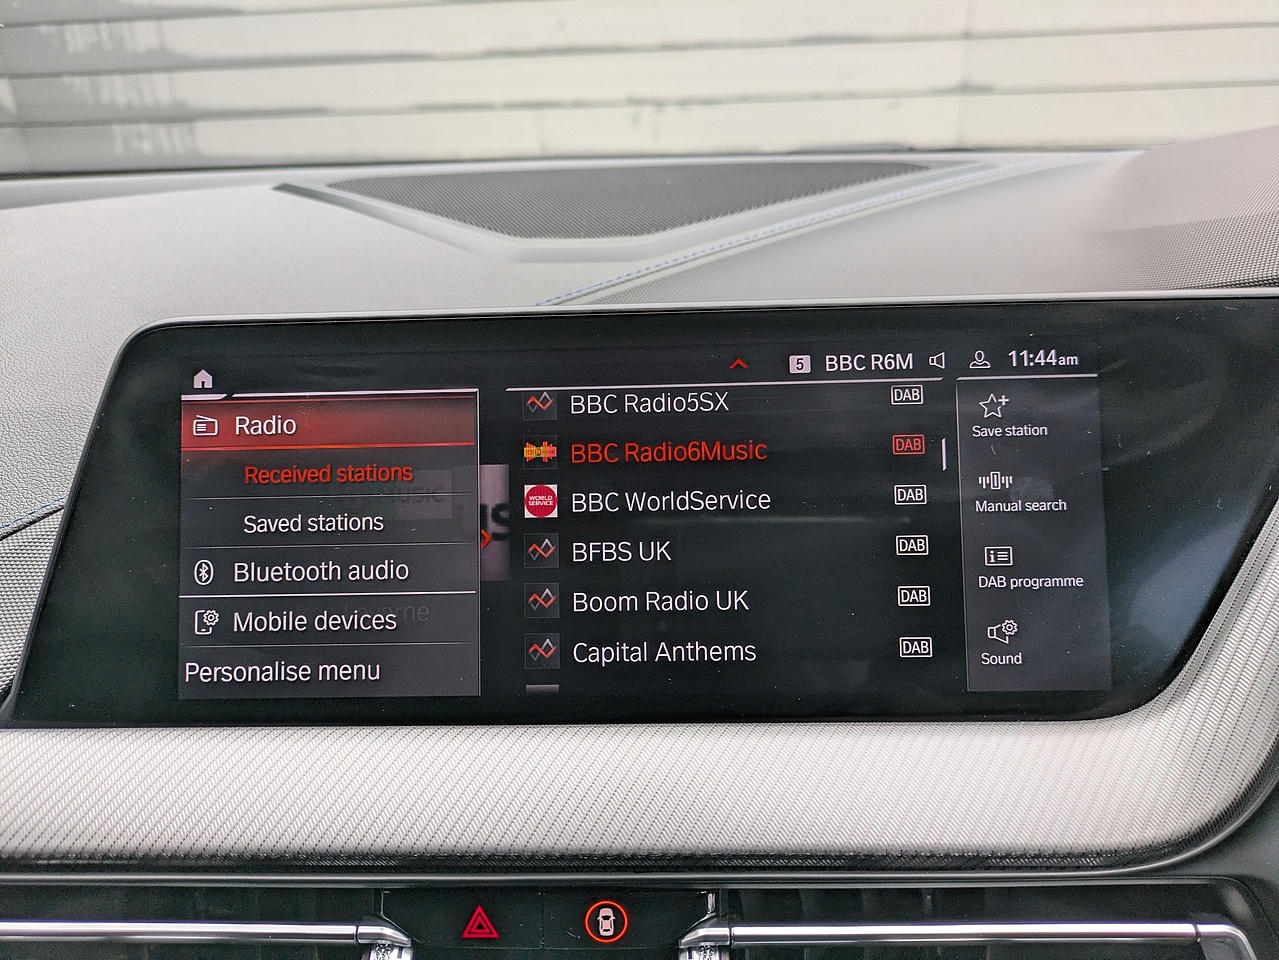 5 BBC R6M 11:44am
Radio
Received stations
Saved stations
Bluetooth audio
Mobile devices
Personalise menu
BBC Radio5SX DAB
BBC Radio6Music DAB
WORLD SERVICE BBC WorldService DAB
BFBS UK DAB
Boom Radio UK DAB
Capital Anthems DAB
Save station
Manual search
DAB programme
Sound